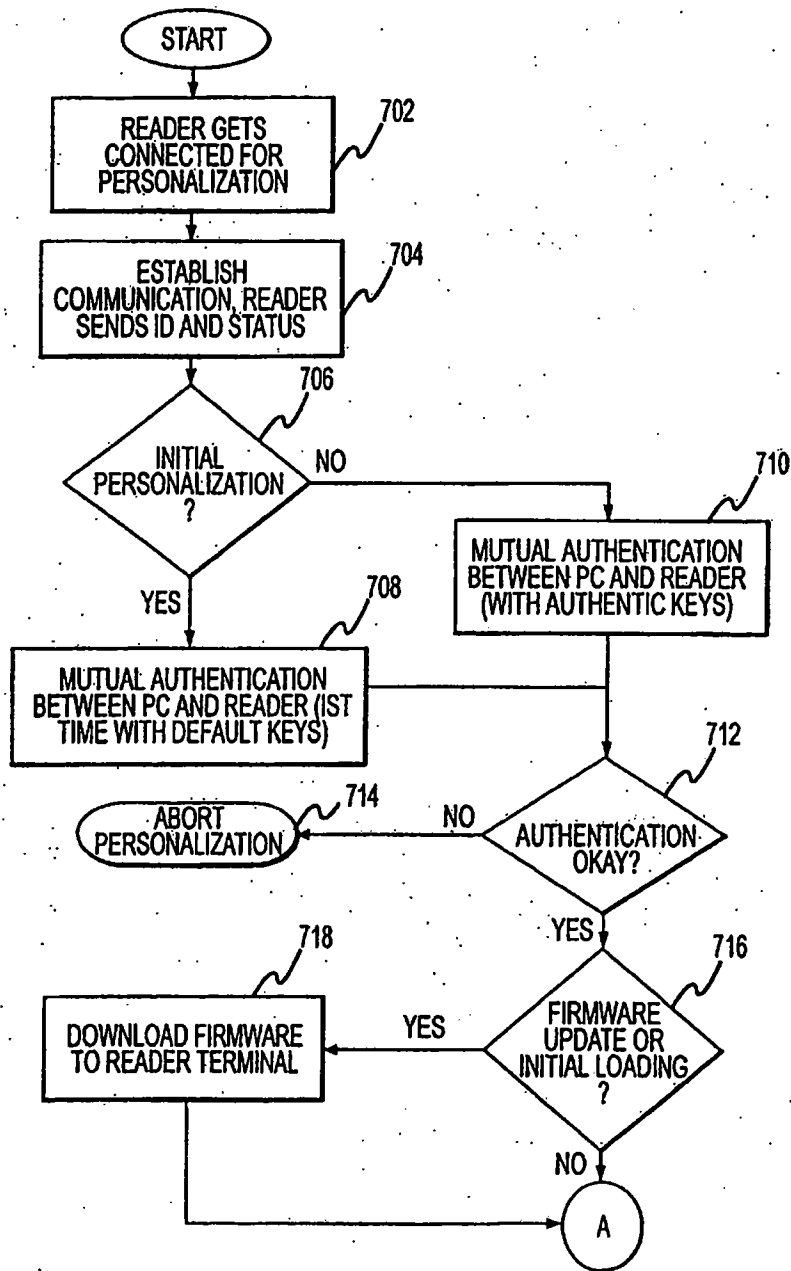 START
702
READER GETS
CONNECTED FOR
PERSONALIZATION
704
ESTABLISH
COMMUNICATION, READER
SENDS ID AND STATUS
706
INITIAL
PERSONALIZATION
?
NO
710
MUTUAL AUTHENTICATION
BETWEEN PC AND READER
(WITH AUTHENTIC KEYS)
YES
708
MUTUAL AUTHENTICATION
BETWEEN PC AND READER (IST
TIME WITH DEFAULT KEYS)
712
AUTHENTICATION
OKAY?
NO
714
ABORT
PERSONALIZATION
YES
716
FIRMWARE
UPDATE OR
INITIAL LOADING
?
YES
718
DOWNLOAD FIRMWARE
TO READER TERMINAL
NO
A